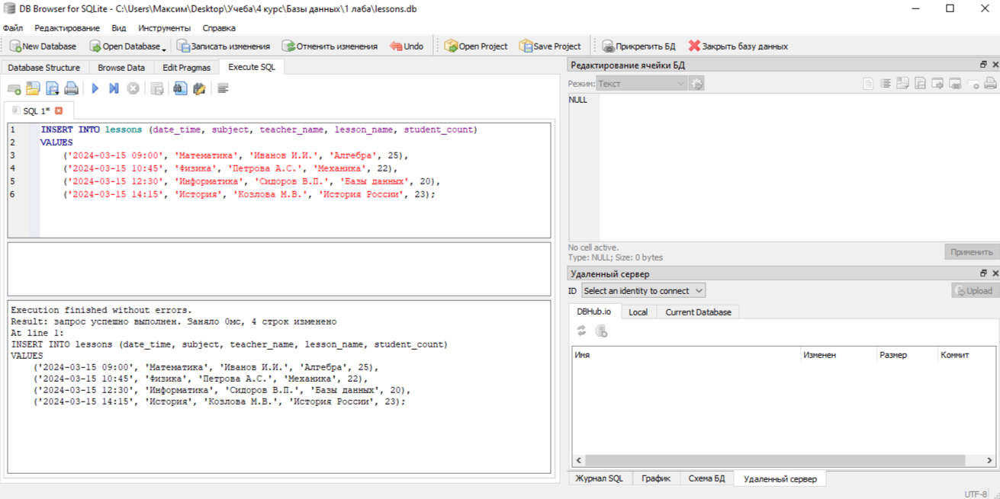 DB Browser for SQLite - C:\Users\Максим\Desktop\Учеба\4 курс\Базы данных\1 лаба\lessons.db
Файл Редактирование Вид Инструменты Справка
New Database Open Database Записать изменения Отменить изменения Undo Open Project Save Project Прикрепить БД Закрыть базу данных
Database Structure Browse Data Edit Pragmas Execute SQL
SQL 1*
1 INSERT INTO lessons (date_time, subject, teacher_name, lesson_name, student_count)
2 VALUES
3 ('2024-03-15 09:00', 'Математика', 'Иванов И.И.', 'Алгебра', 25),
4 ('2024-03-15 10:45', 'Физика', 'Петрова А.С.', 'Механика', 22),
5 ('2024-03-15 12:30', 'Информатика', 'Сидоров В.П.', 'Базы данных', 20),
6 ('2024-03-15 14:15', 'История', 'Козлова М.В.', 'История России', 23);
Execution finished without errors.
Result: запрос успешно выполнен. Заняло 0мс, 4 строк изменено
At line 1:
INSERT INTO lessons (date_time, subject, teacher_name, lesson_name, student_count)
VALUES
('2024-03-15 09:00', 'Математика', 'Иванов И.И.', 'Алгебра', 25),
('2024-03-15 10:45', 'Физика', 'Петрова А.С.', 'Механика', 22),
('2024-03-15 12:30', 'Информатика', 'Сидоров В.П.', 'Базы данных', 20),
('2024-03-15 14:15', 'История', 'Козлова М.В.', 'История России', 23);
Редактирование ячейки БД
Режим: Текст
NULL
No cell active.
Type: NULL; Size: 0 bytes
Применить
Удаленный сервер
ID Select an identity to connect Upload
DBHub.io Local Current Database
Имя Изменен Размер Коммит
Журнал SQL График Схема БД Удаленный сервер
UTF-8